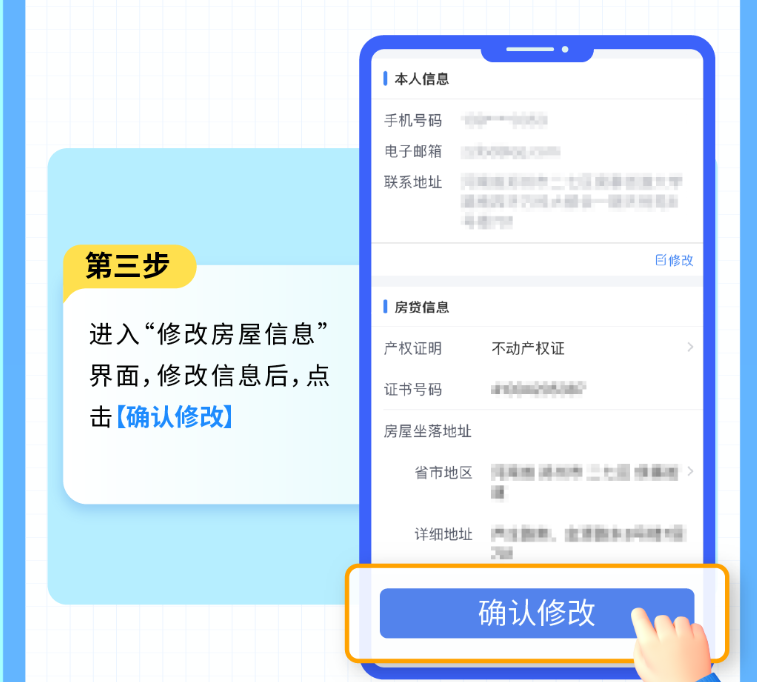 第三步
进入“修改房屋信息”
界面,修改信息后,点
击【确认修改】
本人信息
手机号码
电子邮箱
联系地址
修改
房贷信息
产权证明 不动产权证
证书号码
房屋坐落地址
省市地区
详细地址
确认修改